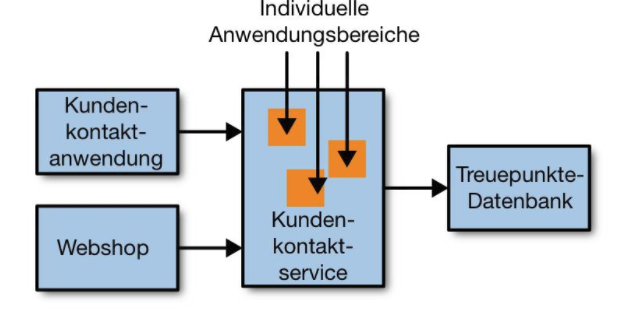 Individuelle
Anwendungsbereiche
Kunden-
kontakt-
anwendung
Webshop
Kunden-
kontakt-
service
Treuepunkte-
Datenbank